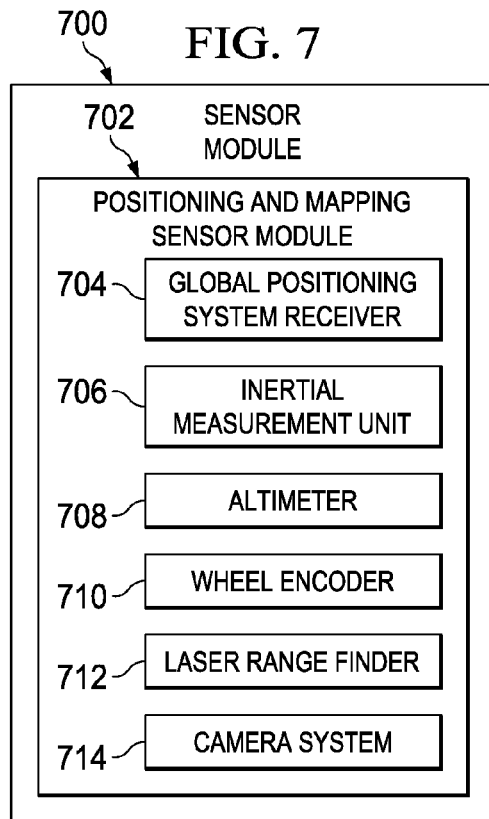 FIG. 7
700
SENSOR
MODULE
702
POSITIONING AND MAPPING
SENSOR MODULE
704
GLOBAL POSITIONING
SYSTEM RECEIVER
706
INERTIAL
MEASUREMENT UNIT
708
ALTIMETER
710
WHEEL ENCODER
712
LASER RANGE FINDER
714
CAMERA SYSTEM